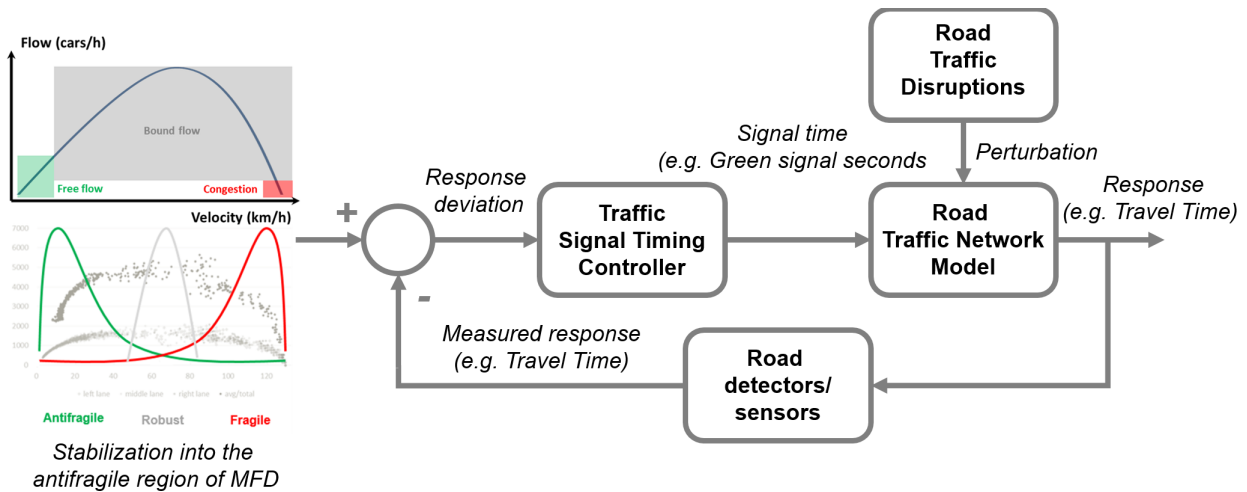 Flow (cars/h)
Bound flow
Free flow
Congestion
Velocity (km/h)
7000
6000
5000
4000
3000
2000
1000
0
0 20 40 60 80 100 120
left lane middle lane right lane avg/total
Antifragile Robust Fragile
Stabilization into the
antifragile region of MFD
+
-
Response
deviation
Traffic
Signal Timing
Controller
Signal time
(e.g. Green signal seconds
Road
Traffic
Disruptions
Perturbation
Road
Traffic Network
Model
Response
(e.g. Travel Time)
Measured response
(e.g. Travel Time)
Road
detectors/
sensors